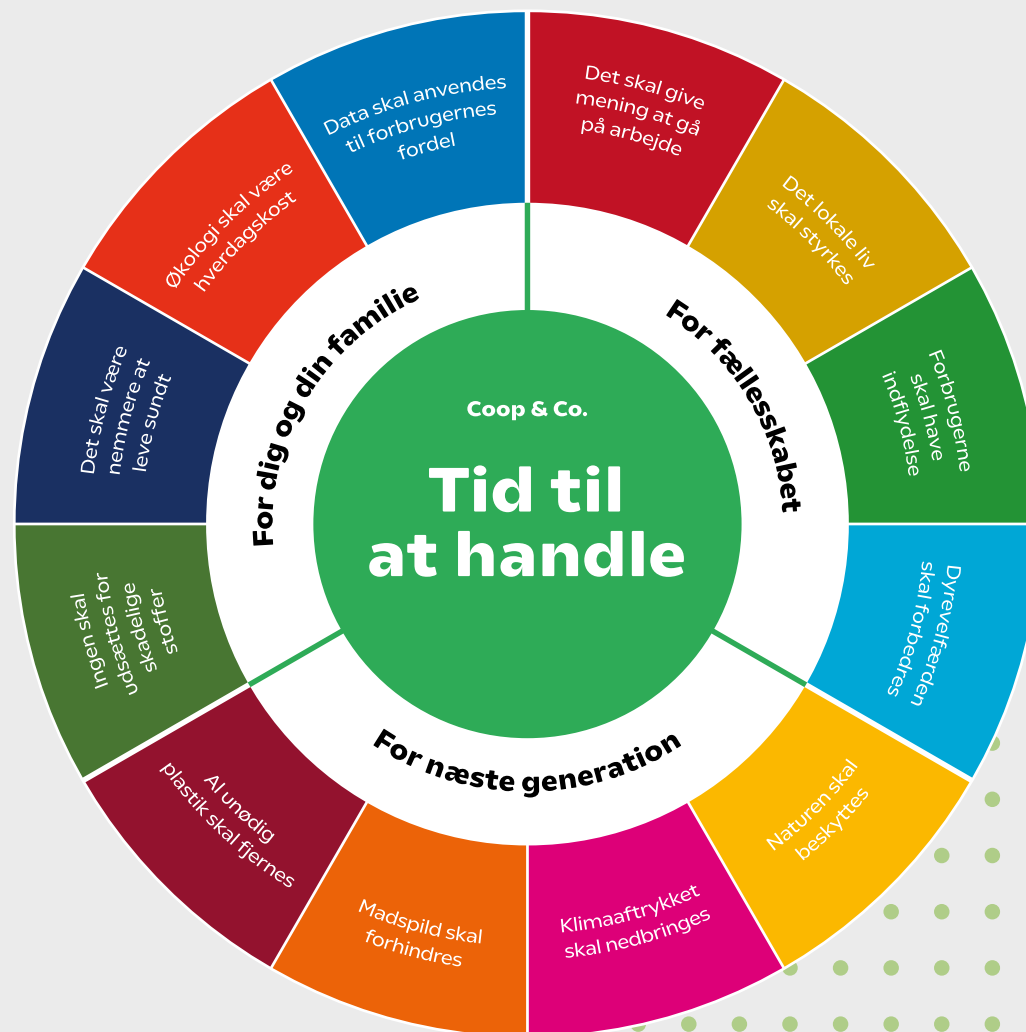 Coop & Co.
Tid til
at handle
For fællesskabet
Det skal give
mening at gå
på arbejde
Det lokale liv
skal styrkes
Forbrugerne
skal have
indflydelse
Dyrevelfærden
skal forbedres
For næste generation
Naturen skal
beskyttes
Klimaaftrykket
skal nedbringes
Madspild skal
forhindres
Al unødig
plastik skal fjernes
For dig og din familie
Ingen skal
udsættes for
skadelige
stoffer
Det skal være
nemmere at
leve sundt
Økologi skal være
hverdagskost
Data skal anvendes
til forbrugernes
fordel